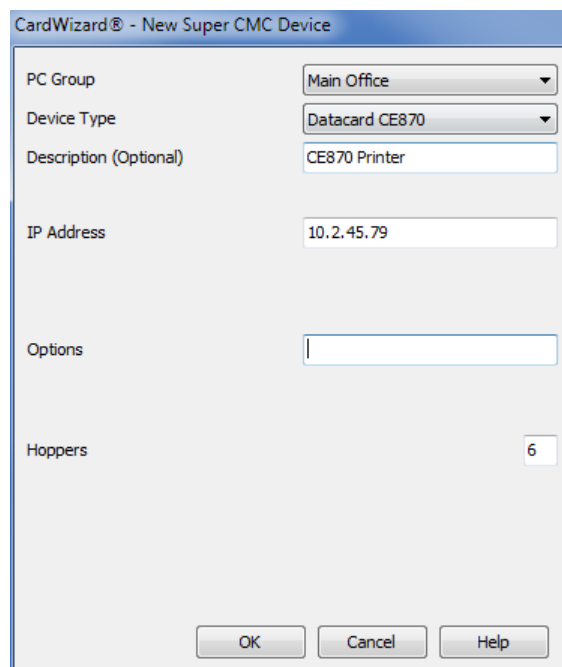 CardWizard® - New Super CMC Device
PC Group Main Office
Device Type Datacard CE870
Description (Optional) CE870 Printer
IP Address 10.2.45.79
Options
Hoppers 6
OK Cancel Help